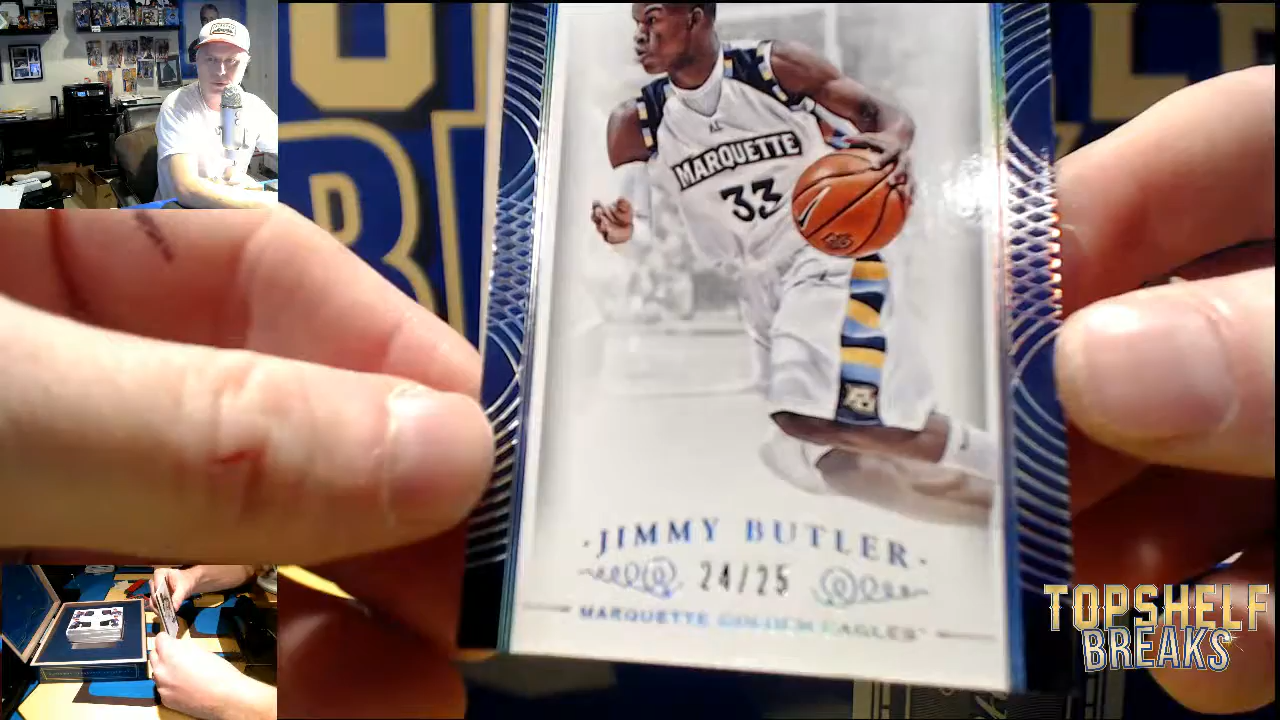 MARQUETTE
33
·JIMMY BUTLER·
24/25
MARQUETTE GOLDEN EAGLES
TOPSHELF
BREAKS